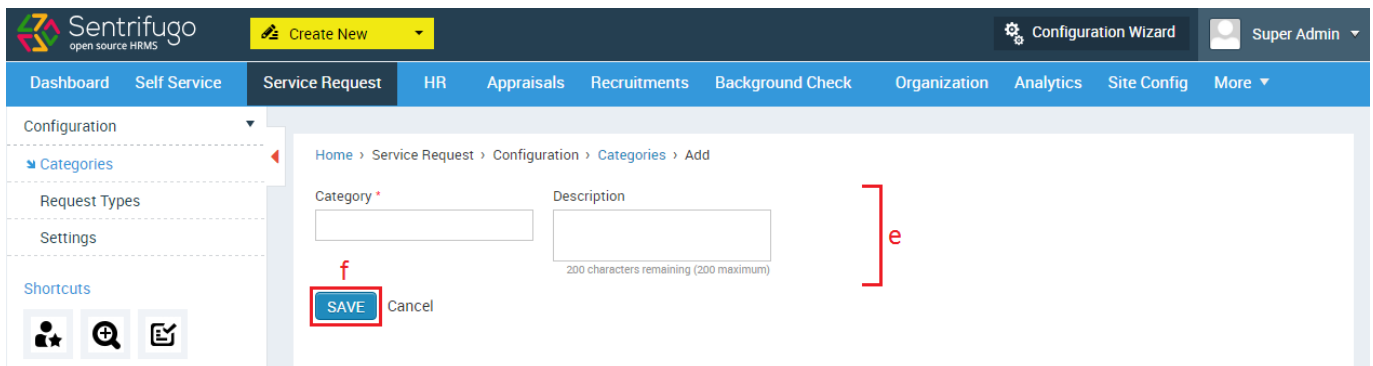 Sentrifugo
open source HRMS
Create New
Configuration Wizard
Super Admin
Dashboard Self Service Service Request HR Appraisals Recruitments Background Check Organization Analytics Site Config More
Configuration
Categories
Request Types
Settings
Shortcuts
Home › Service Request › Configuration › Categories › Add
Category * Description
200 characters remaining (200 maximum)
e
f
SAVE Cancel